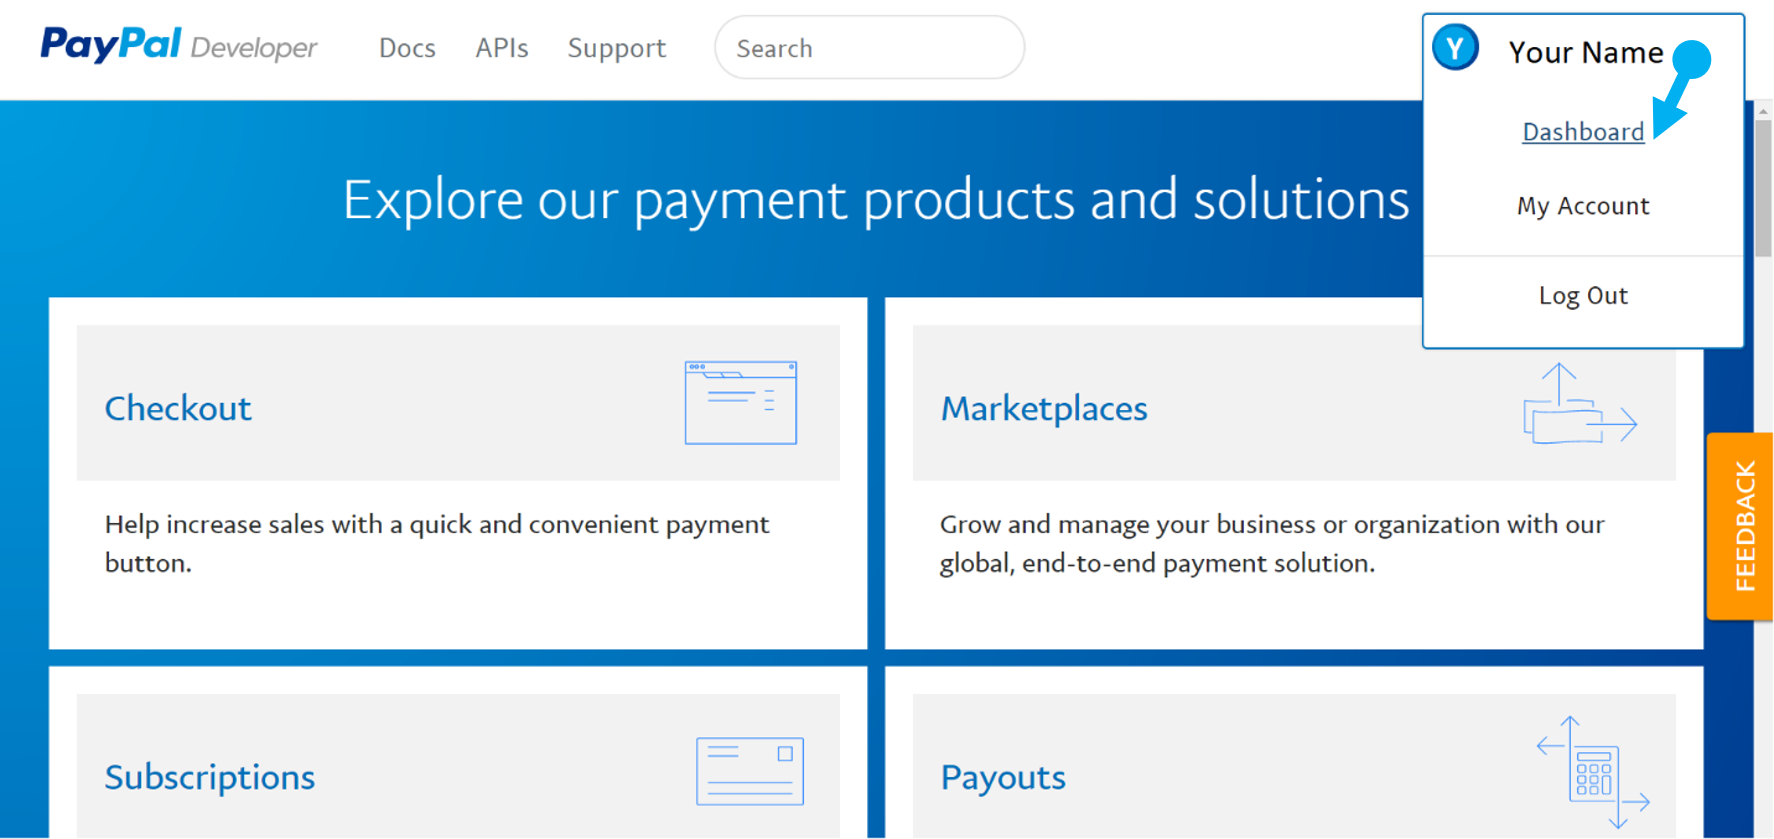 PayPal Developer
Docs
APIs
Support
Search
Y
Your Name
Dashboard
My Account
Log Out
Explore our payment products and solutions
Checkout
Help increase sales with a quick and convenient payment
button.
Marketplaces
Grow and manage your business or organization with our
global, end-to-end payment solution.
FEEDBACK
Subscriptions
Payouts